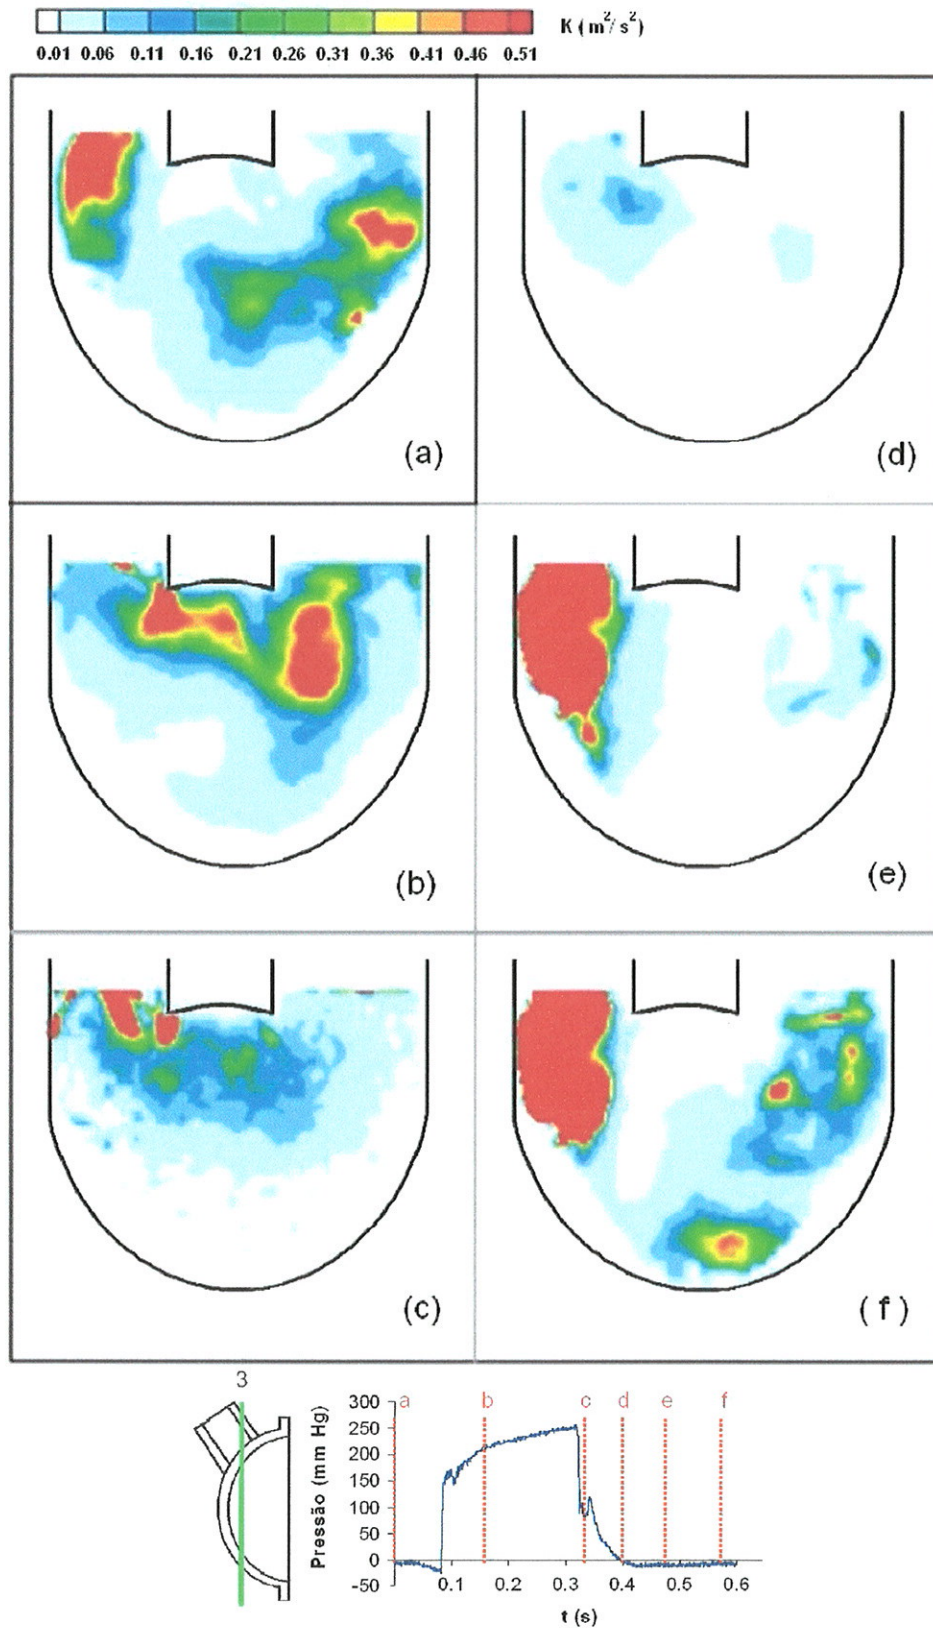 K (m²/s²)
0.01 0.06 0.11 0.16 0.21 0.26 0.31 0.36 0.41 0.46 0.51
(a)
(d)
(b)
(e)
(c)
( f )
3
a b c d e f
Pressão (mm Hg)
300
250
200
150
100
50
0
-50
0.1 0.2 0.3 0.4 0.5 0.6
t (s)